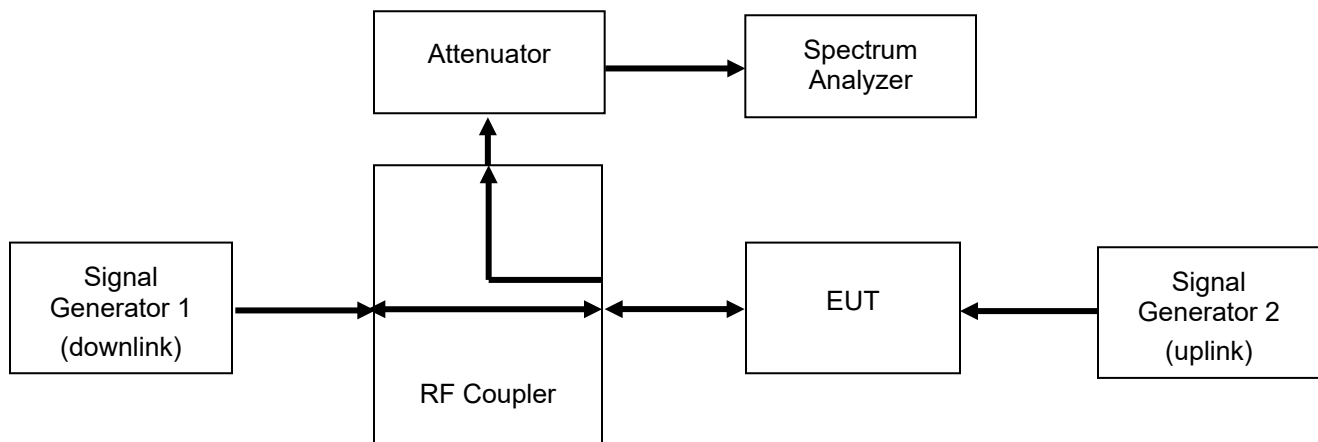 Attenuator
Spectrum
Analyzer
Signal
Generator 1
(downlink)
RF Coupler
EUT
Signal
Generator 2
(uplink)